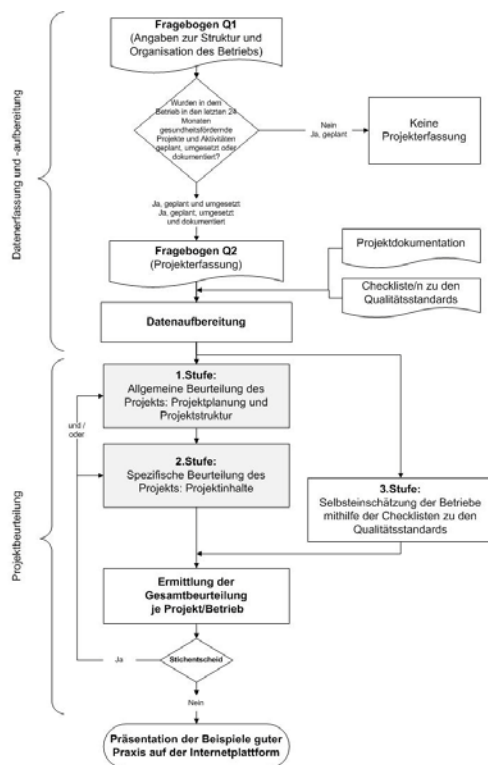 Fragebogen Q1
(Angaben zur Struktur und
Organisation des Betriebs)
Wurden in dem
Betrieb in den letzten 24
Monaten
gesundheitsfördernde
Projekte und Aktivitäten
geplant, umgesetzt oder
dokumentiert?
Nein
Ja, geplant
Keine
Projekterfassung
Ja, geplant und umgesetzt
Ja, geplant, umgesetzt
und dokumentiert
Datenerfassung und -aufbereitung
Fragebogen Q2
(Projekterfassung)
Projektdokumentation
Checkliste/n zu den
Qualitätsstandards
Datenaufbereitung
1.Stufe:
Allgemeine Beurteilung des
Projekts: Projektplanung und
Projektstruktur
und /
oder
2.Stufe:
Spezifische Beurteilung des
Projekts: Projektinhalte
3.Stufe:
Selbsteinschätzung der Betriebe
mithilfe der Checklisten zu den
Qualitätsstandards
Projektbeurteilung
Ermittlung der
Gesamtbeurteilung
je Projekt/Betrieb
Ja
Stichentscheid
Nein
Präsentation der Beispiele guter
Praxis auf der Internetplattform